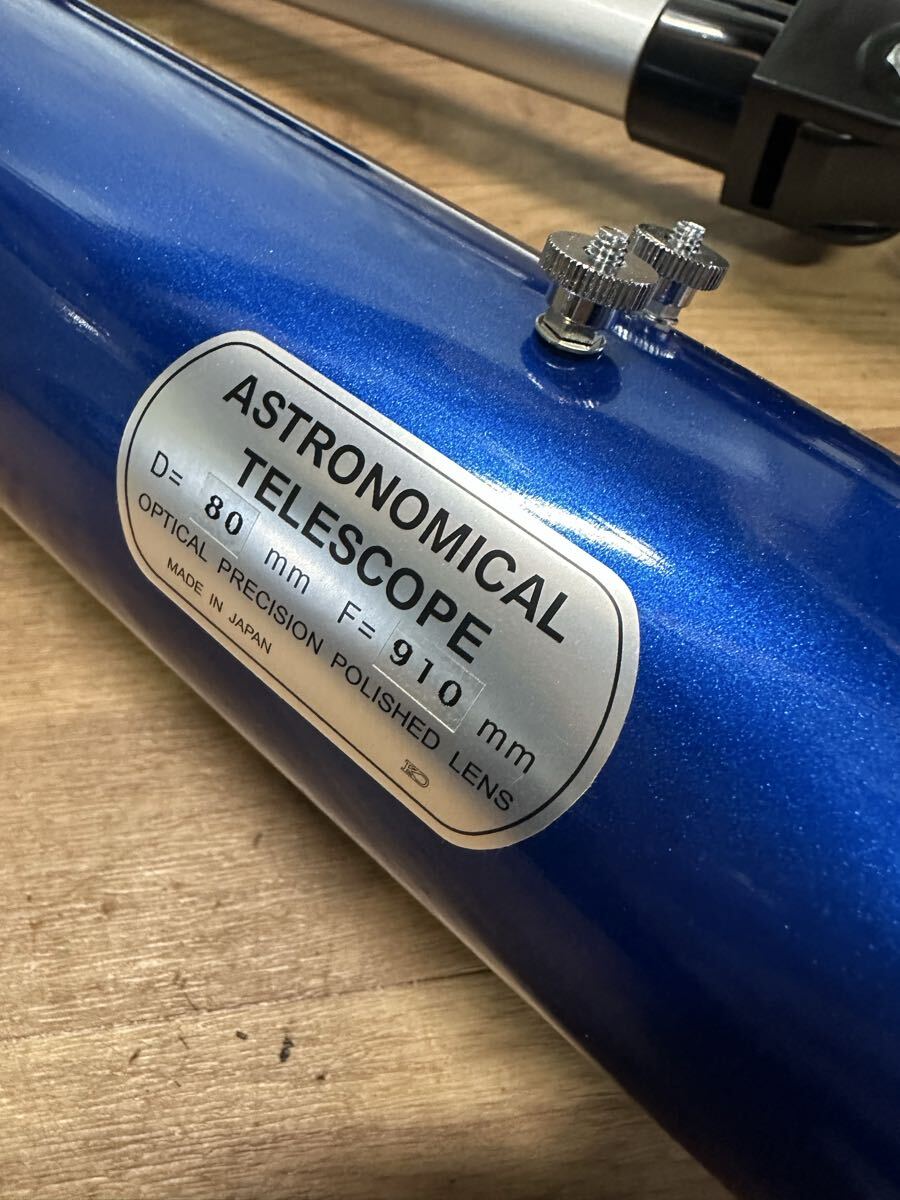 ASTRONOMICAL
TELESCOPE
D= 80 mm F= 910 mm
OPTICAL PRECISION POLISHED LENS
MADE IN JAPAN